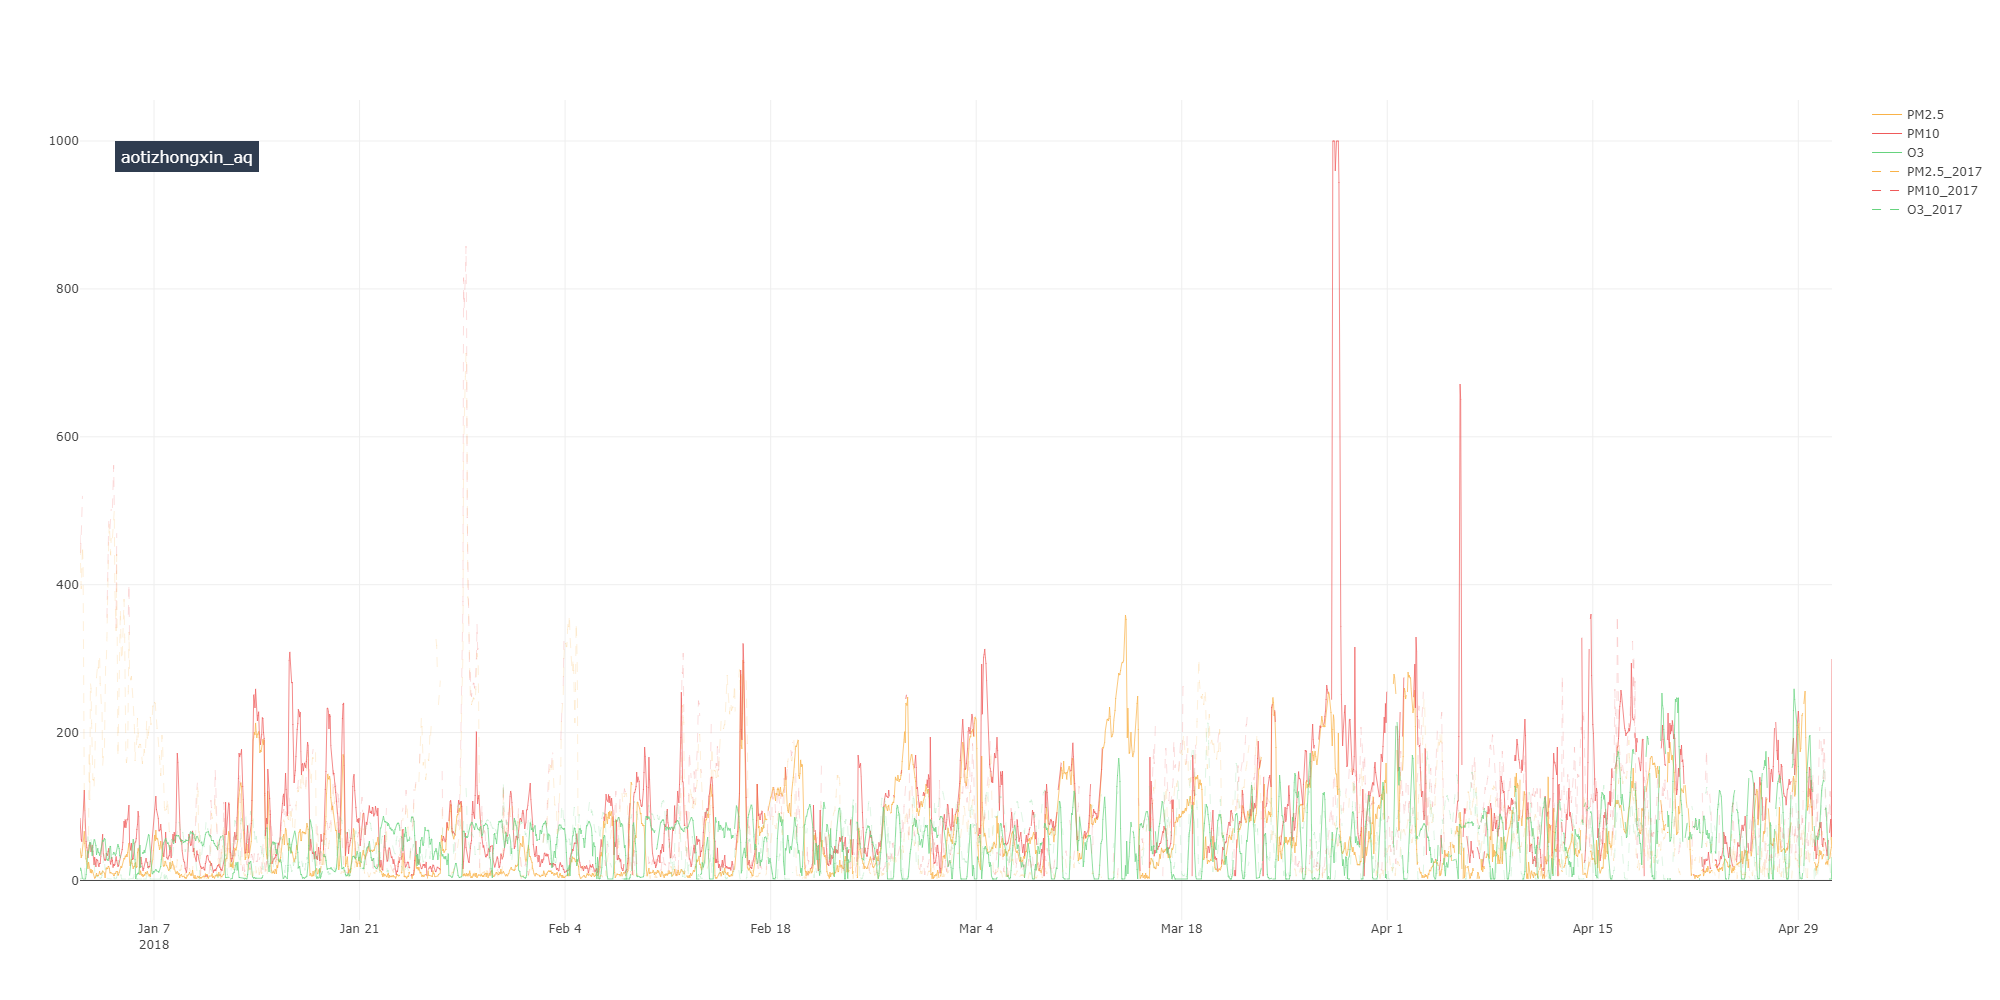 aotizhongxin_aq
1000
800
600
400
200
0
Jan 7
2018
Jan 21
Feb 4
Feb 18
Mar 4
Mar 18
Apr 1
Apr 15
Apr 29
PM2.5
PM10
O3
PM2.5_2017
PM10_2017
O3_2017